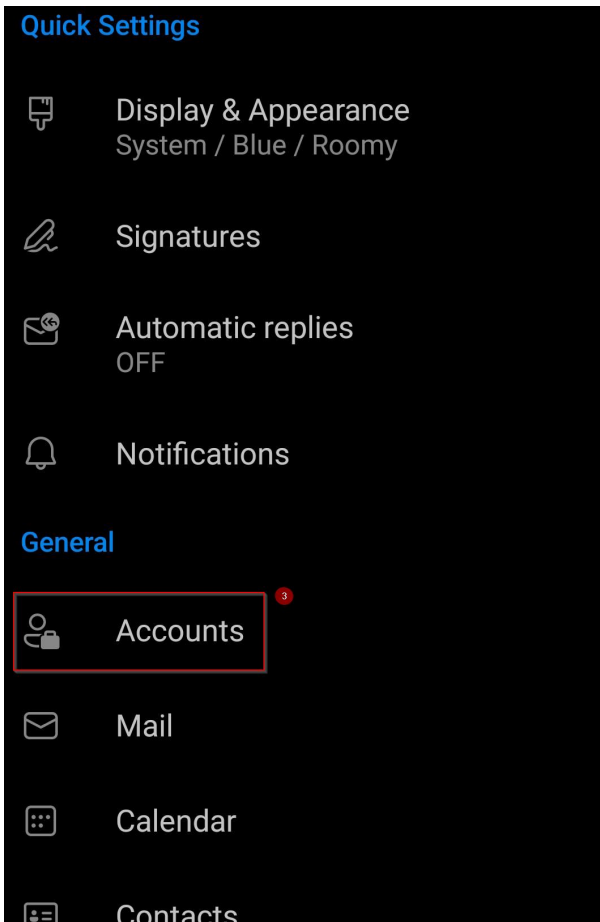 Quick Settings
Display & Appearance
System / Blue / Roomy
Signatures
Automatic replies
OFF
Notifications
General
3
Accounts
Mail
Calendar
Contacts